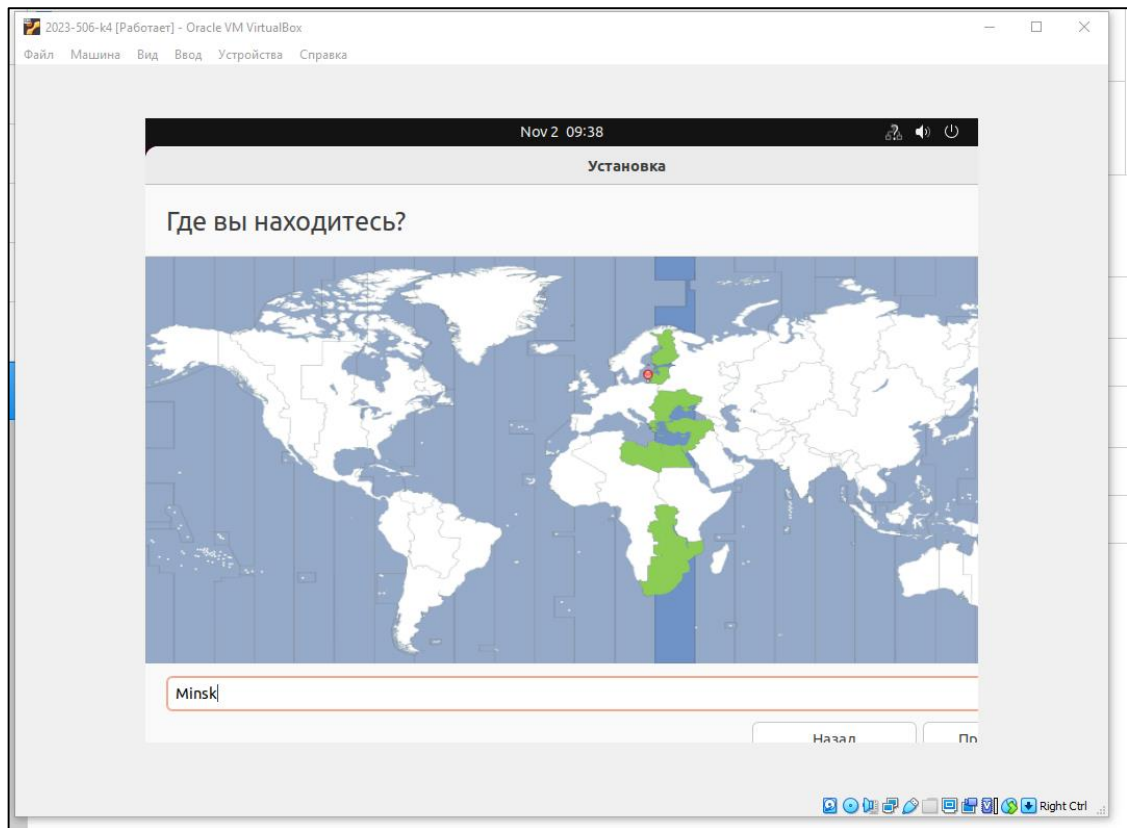 2023-506-k4 [Работает] - Oracle VM VirtualBox
Файл Машина Вид Ввод Устройства Справка
Nov 2 09:38
Установка
Где вы находитесь?
Minsk
Назад
Пр
Right Ctrl